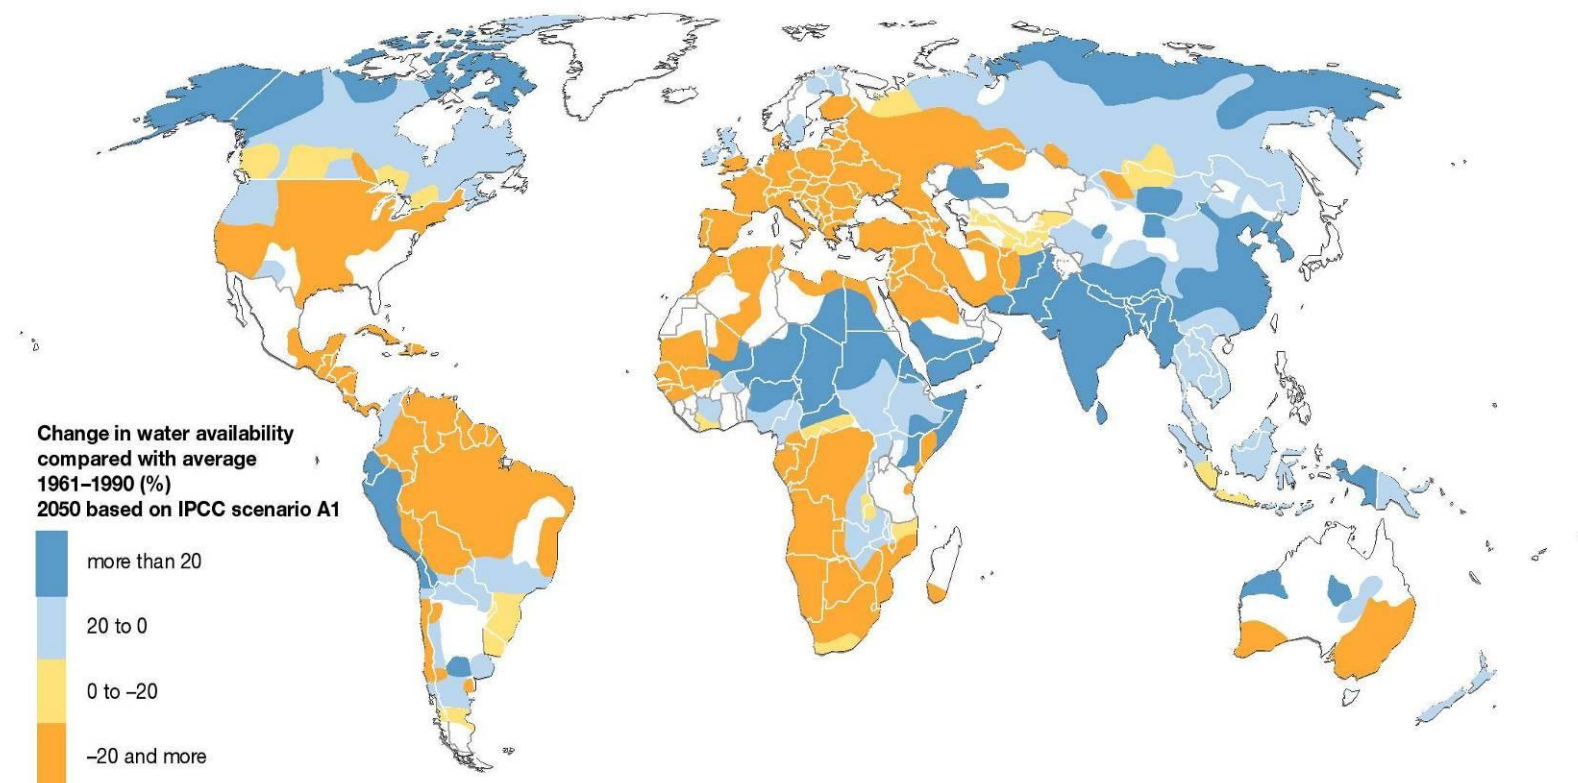 Change in water availability
compared with average
1961–1990 (%)
2050 based on IPCC scenario A1
more than 20
20 to 0
0 to –20
–20 and more